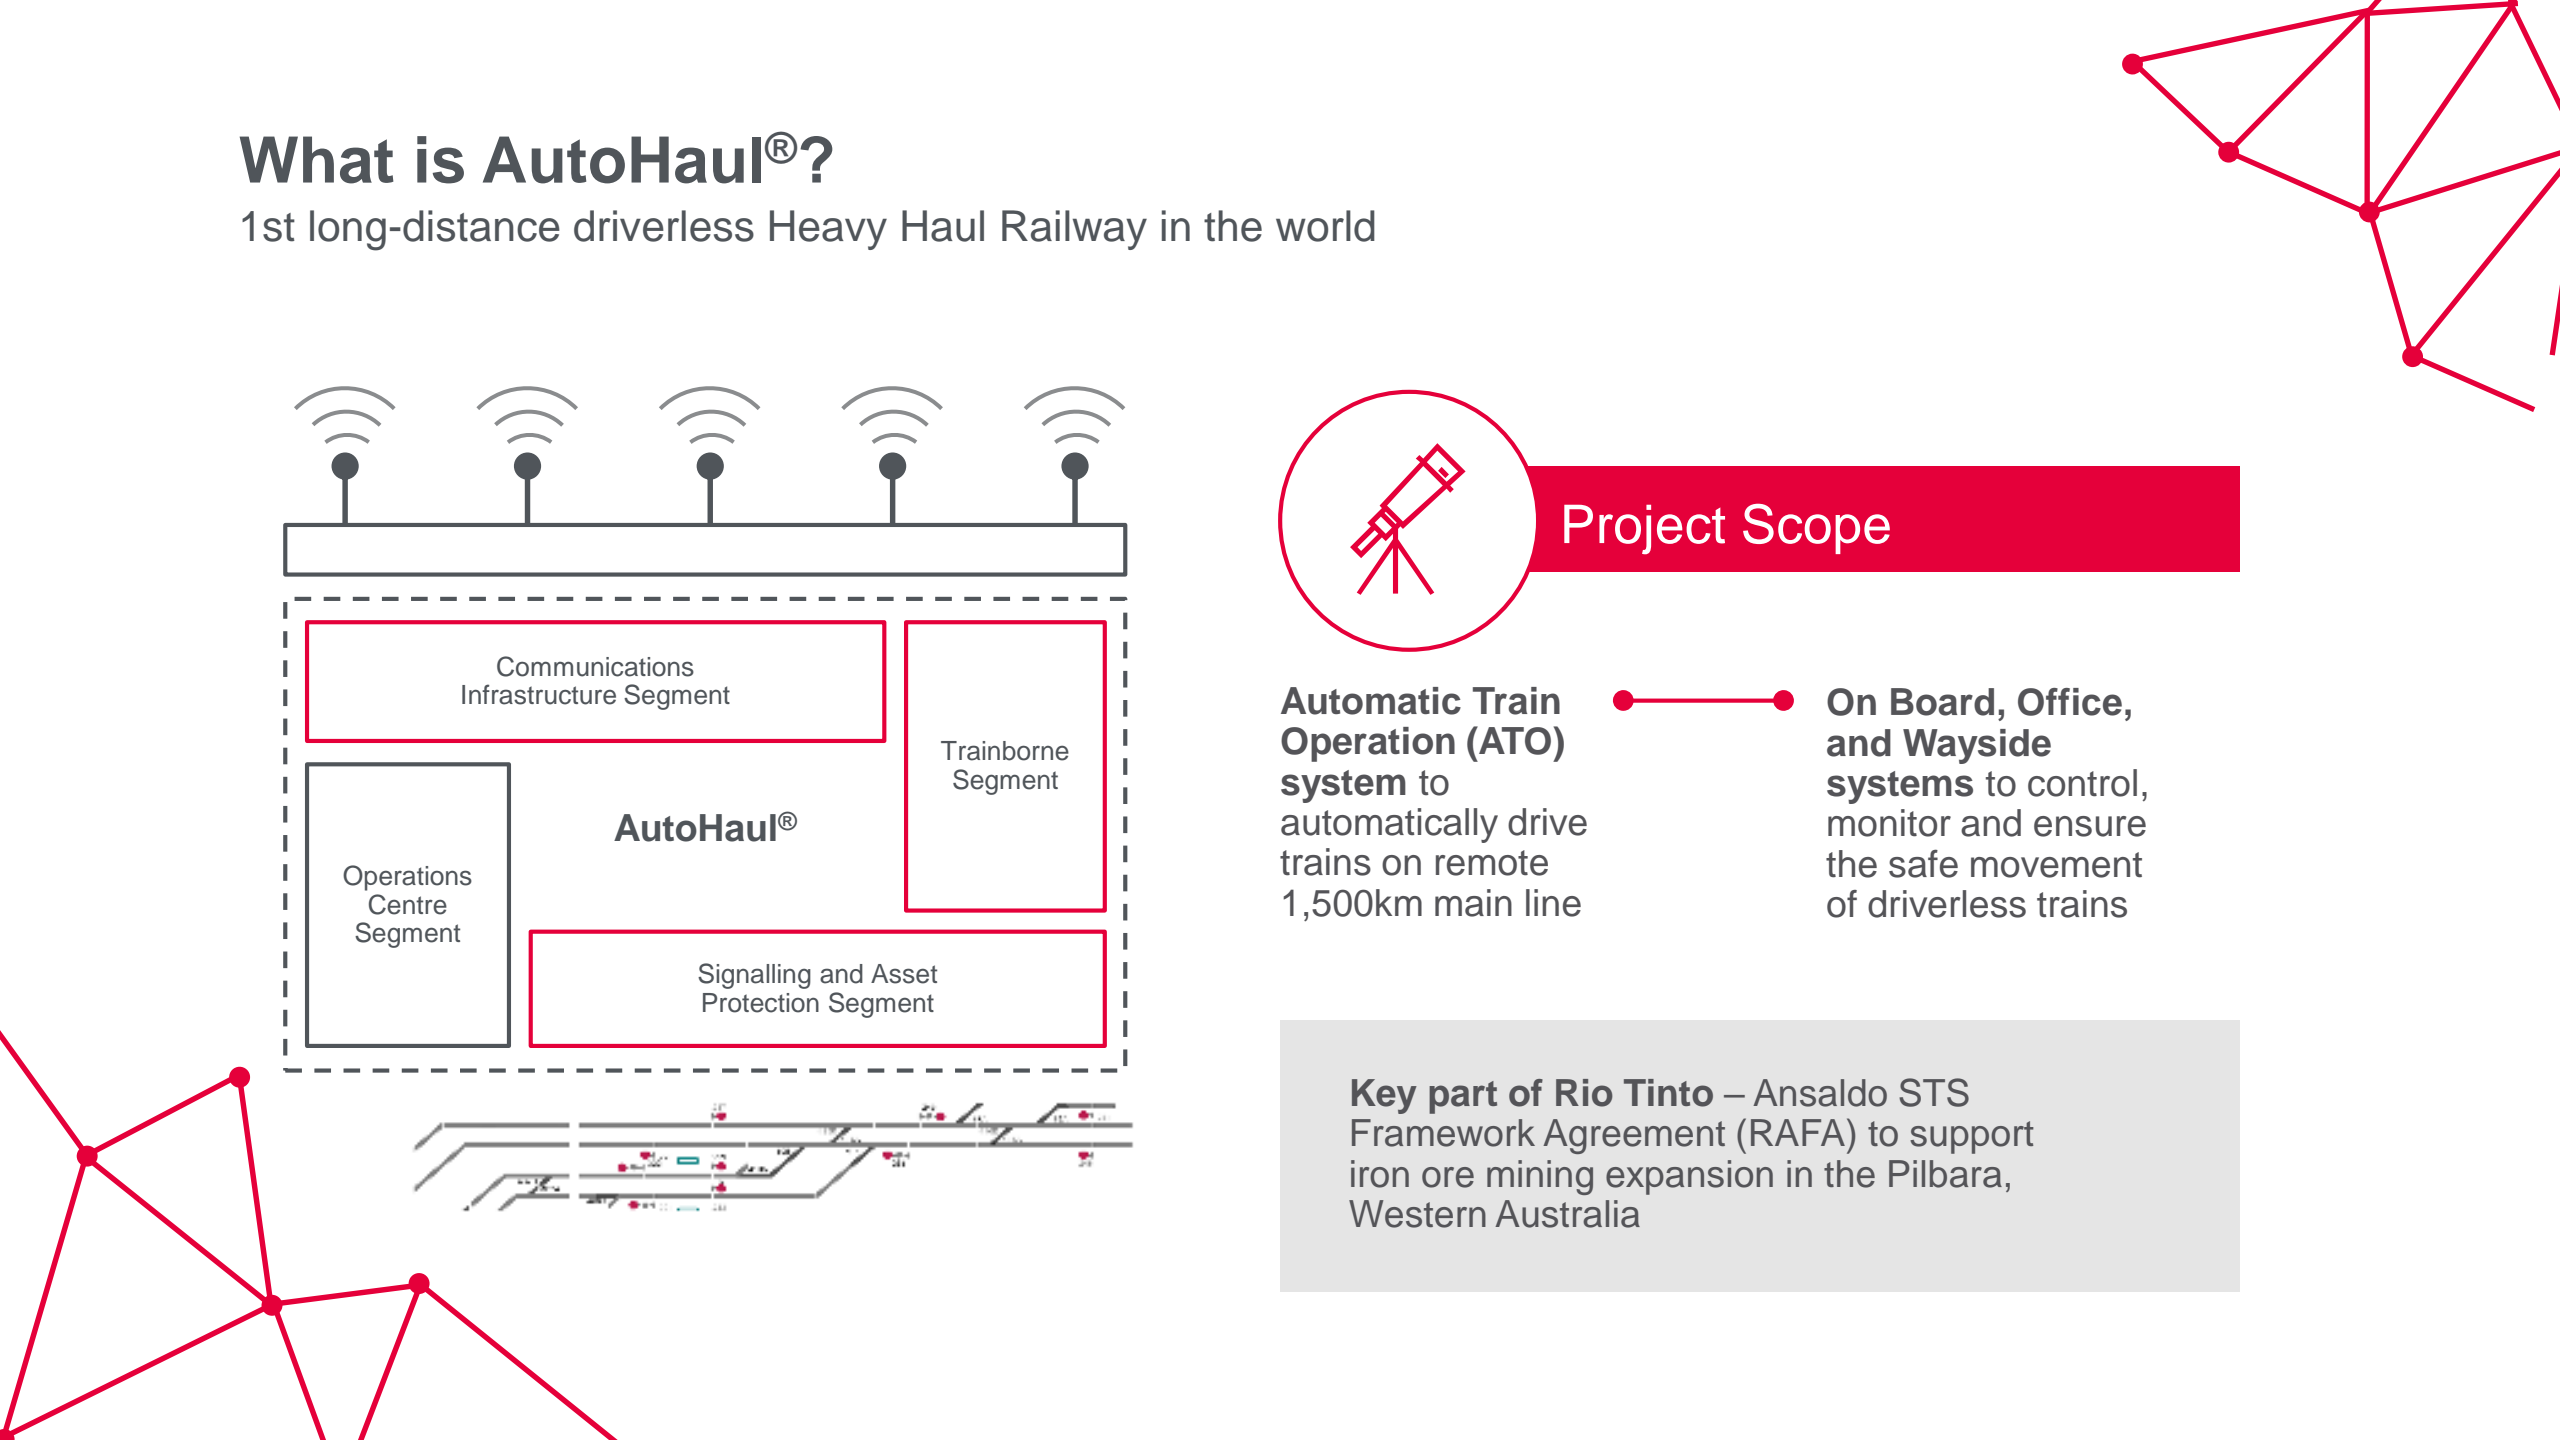 What is AutoHaul®?
1st long-distance driverless Heavy Haul Railway in the world
Communications
Infrastructure Segment
Trainborne
Segment
AutoHaul®
Operations
Centre
Segment
Signalling and Asset
Protection Segment
Project Scope
Automatic Train
Operation (ATO)
system to
automatically drive
trains on remote
1,500km main line
On Board, Office,
and Wayside
systems to control,
monitor and ensure
the safe movement
of driverless trains
Key part of Rio Tinto – Ansaldo STS
Framework Agreement (RAFA) to support
iron ore mining expansion in the Pilbara,
Western Australia